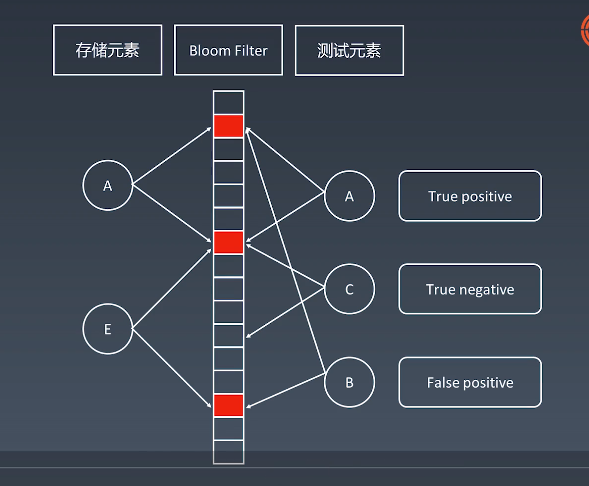 存储元素
Bloom Filter
测试元素
A
A
True positive
C
True negative
E
B
False positive